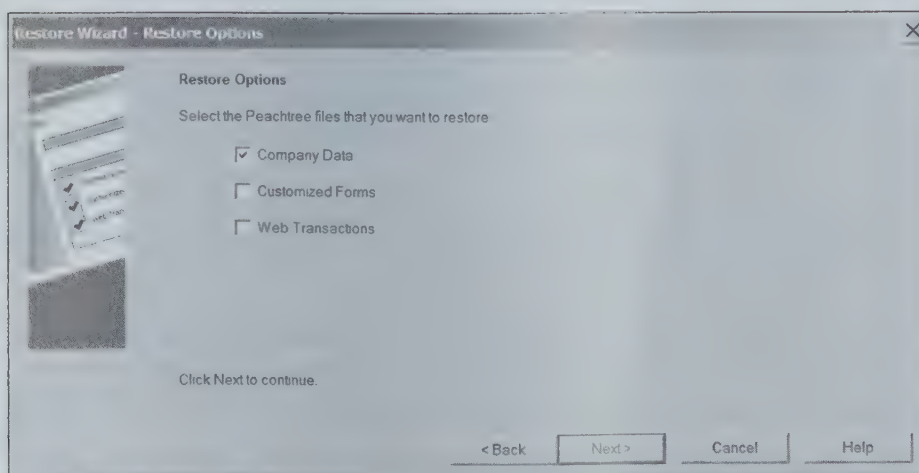 Restore Wizard - Restore Options
Restore Options
Select the Peachtree files that you want to restore
Company Data
Customized Forms
Web Transactions
Click Next to continue.
< Back
Next >
Cancel
Help